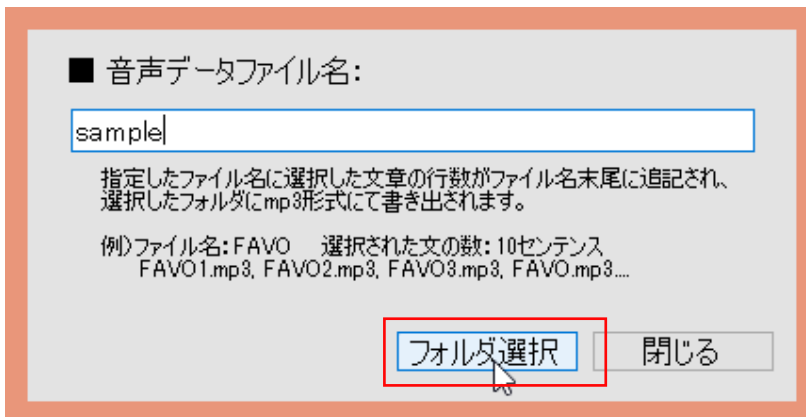 ■ 音声データファイル名：
sample
指定したファイル名に選択した文章の行数がファイル名末尾に追記され、
選択したフォルダにmp3形式にて書き出されます。
例）ファイル名：FAVO　選択された文の数：10センテンス
FAVO1.mp3, FAVO2.mp3, FAVO3.mp3, FAVO.mp3....
フォルダ選択　閉じる